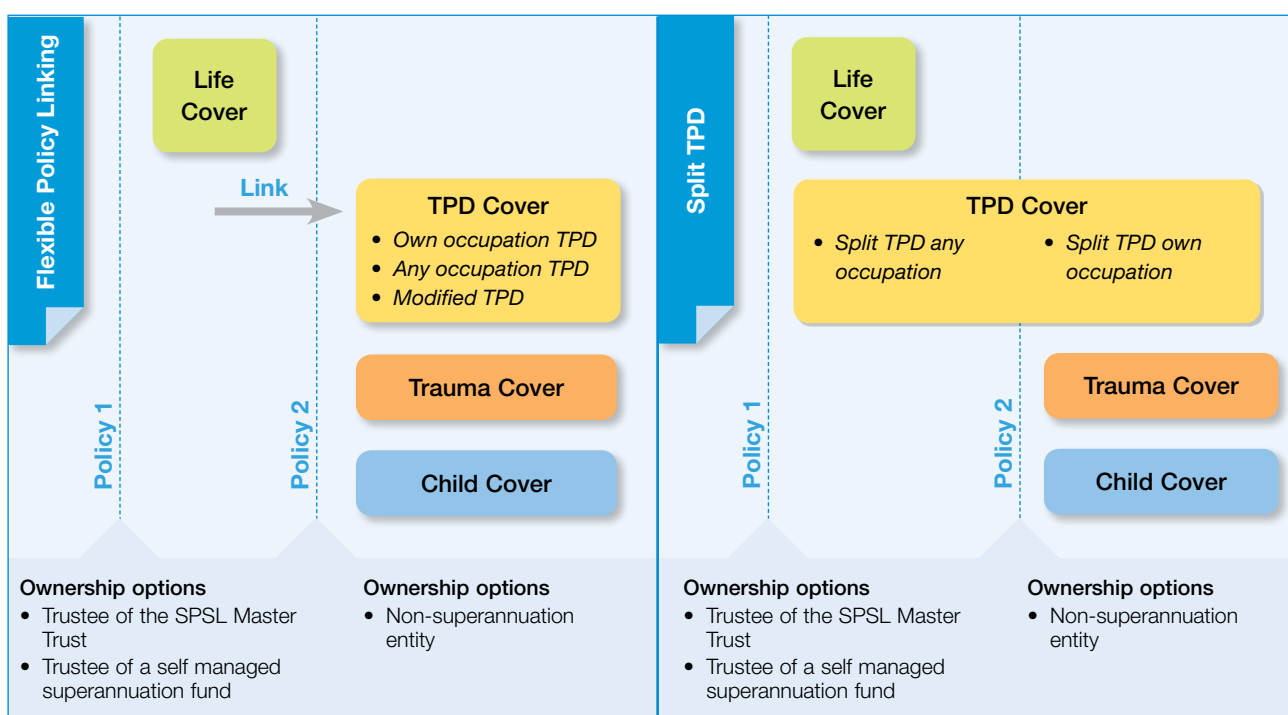 Flexible Policy Linking
Life
Cover
Link
TPD Cover
• Own occupation TPD
• Any occupation TPD
• Modified TPD
Trauma Cover
Child Cover
Policy 1
Policy 2
Ownership options
• Trustee of the SPSL Master
Trust
• Trustee of a self managed
superannuation fund
Ownership options
• Non-superannuation
entity
Split TPD
Life
Cover
TPD Cover
• Split TPD any
occupation
• Split TPD own
occupation
Trauma Cover
Child Cover
Policy 1
Policy 2
Ownership options
• Trustee of the SPSL Master
Trust
• Trustee of a self managed
superannuation fund
Ownership options
• Non-superannuation
entity